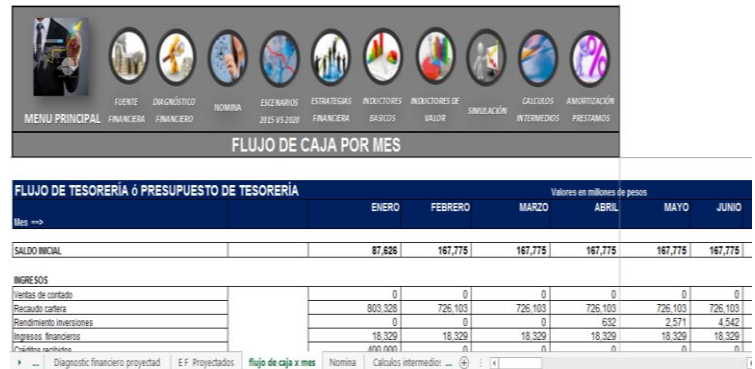 FUENTE FINANCIERA
DIAGNÓSTICO FINANCIERO
NOMINA
ESCENARIOS 2015 VS 2020
ESTRATEGIAS FINANCIERA
INDUCTORES BASICOS
INDUCTORES DE VALOR
SIMULACIÓN
CALCULOS INTERMEDIOS
AMORTIZACIÓN PRESTAMOS
MENU PRINCIPAL
FLUJO DE CAJA POR MES
FLUJO DE TESORERÍA ó PRESUPUESTO DE TESORERÍA Valores en millones de pesos
ENERO FEBRERO MARZO ABRIL MAYO JUNIO
Mes ==>
SALDO INICIAL 87,626 167,775 167,775 167,775 167,775 167,775
INGRESOS
Ventas de contado 0 0 0 0 0 0
Recaudo cartera 803,328 726,103 726,103 726,103 726,103 726,103
Rendimiento inversiones 0 0 0 632 2,571 4,542
Ingresos financieros 18,329 18,329 18,329 18,329 18,329 18,329
Créditos recibidos 400,000 0 0 0 0 0
... Diagnostic financiero proyectad E F Proyectados flujo de caja x mes Nomina Calculos intermedios ...